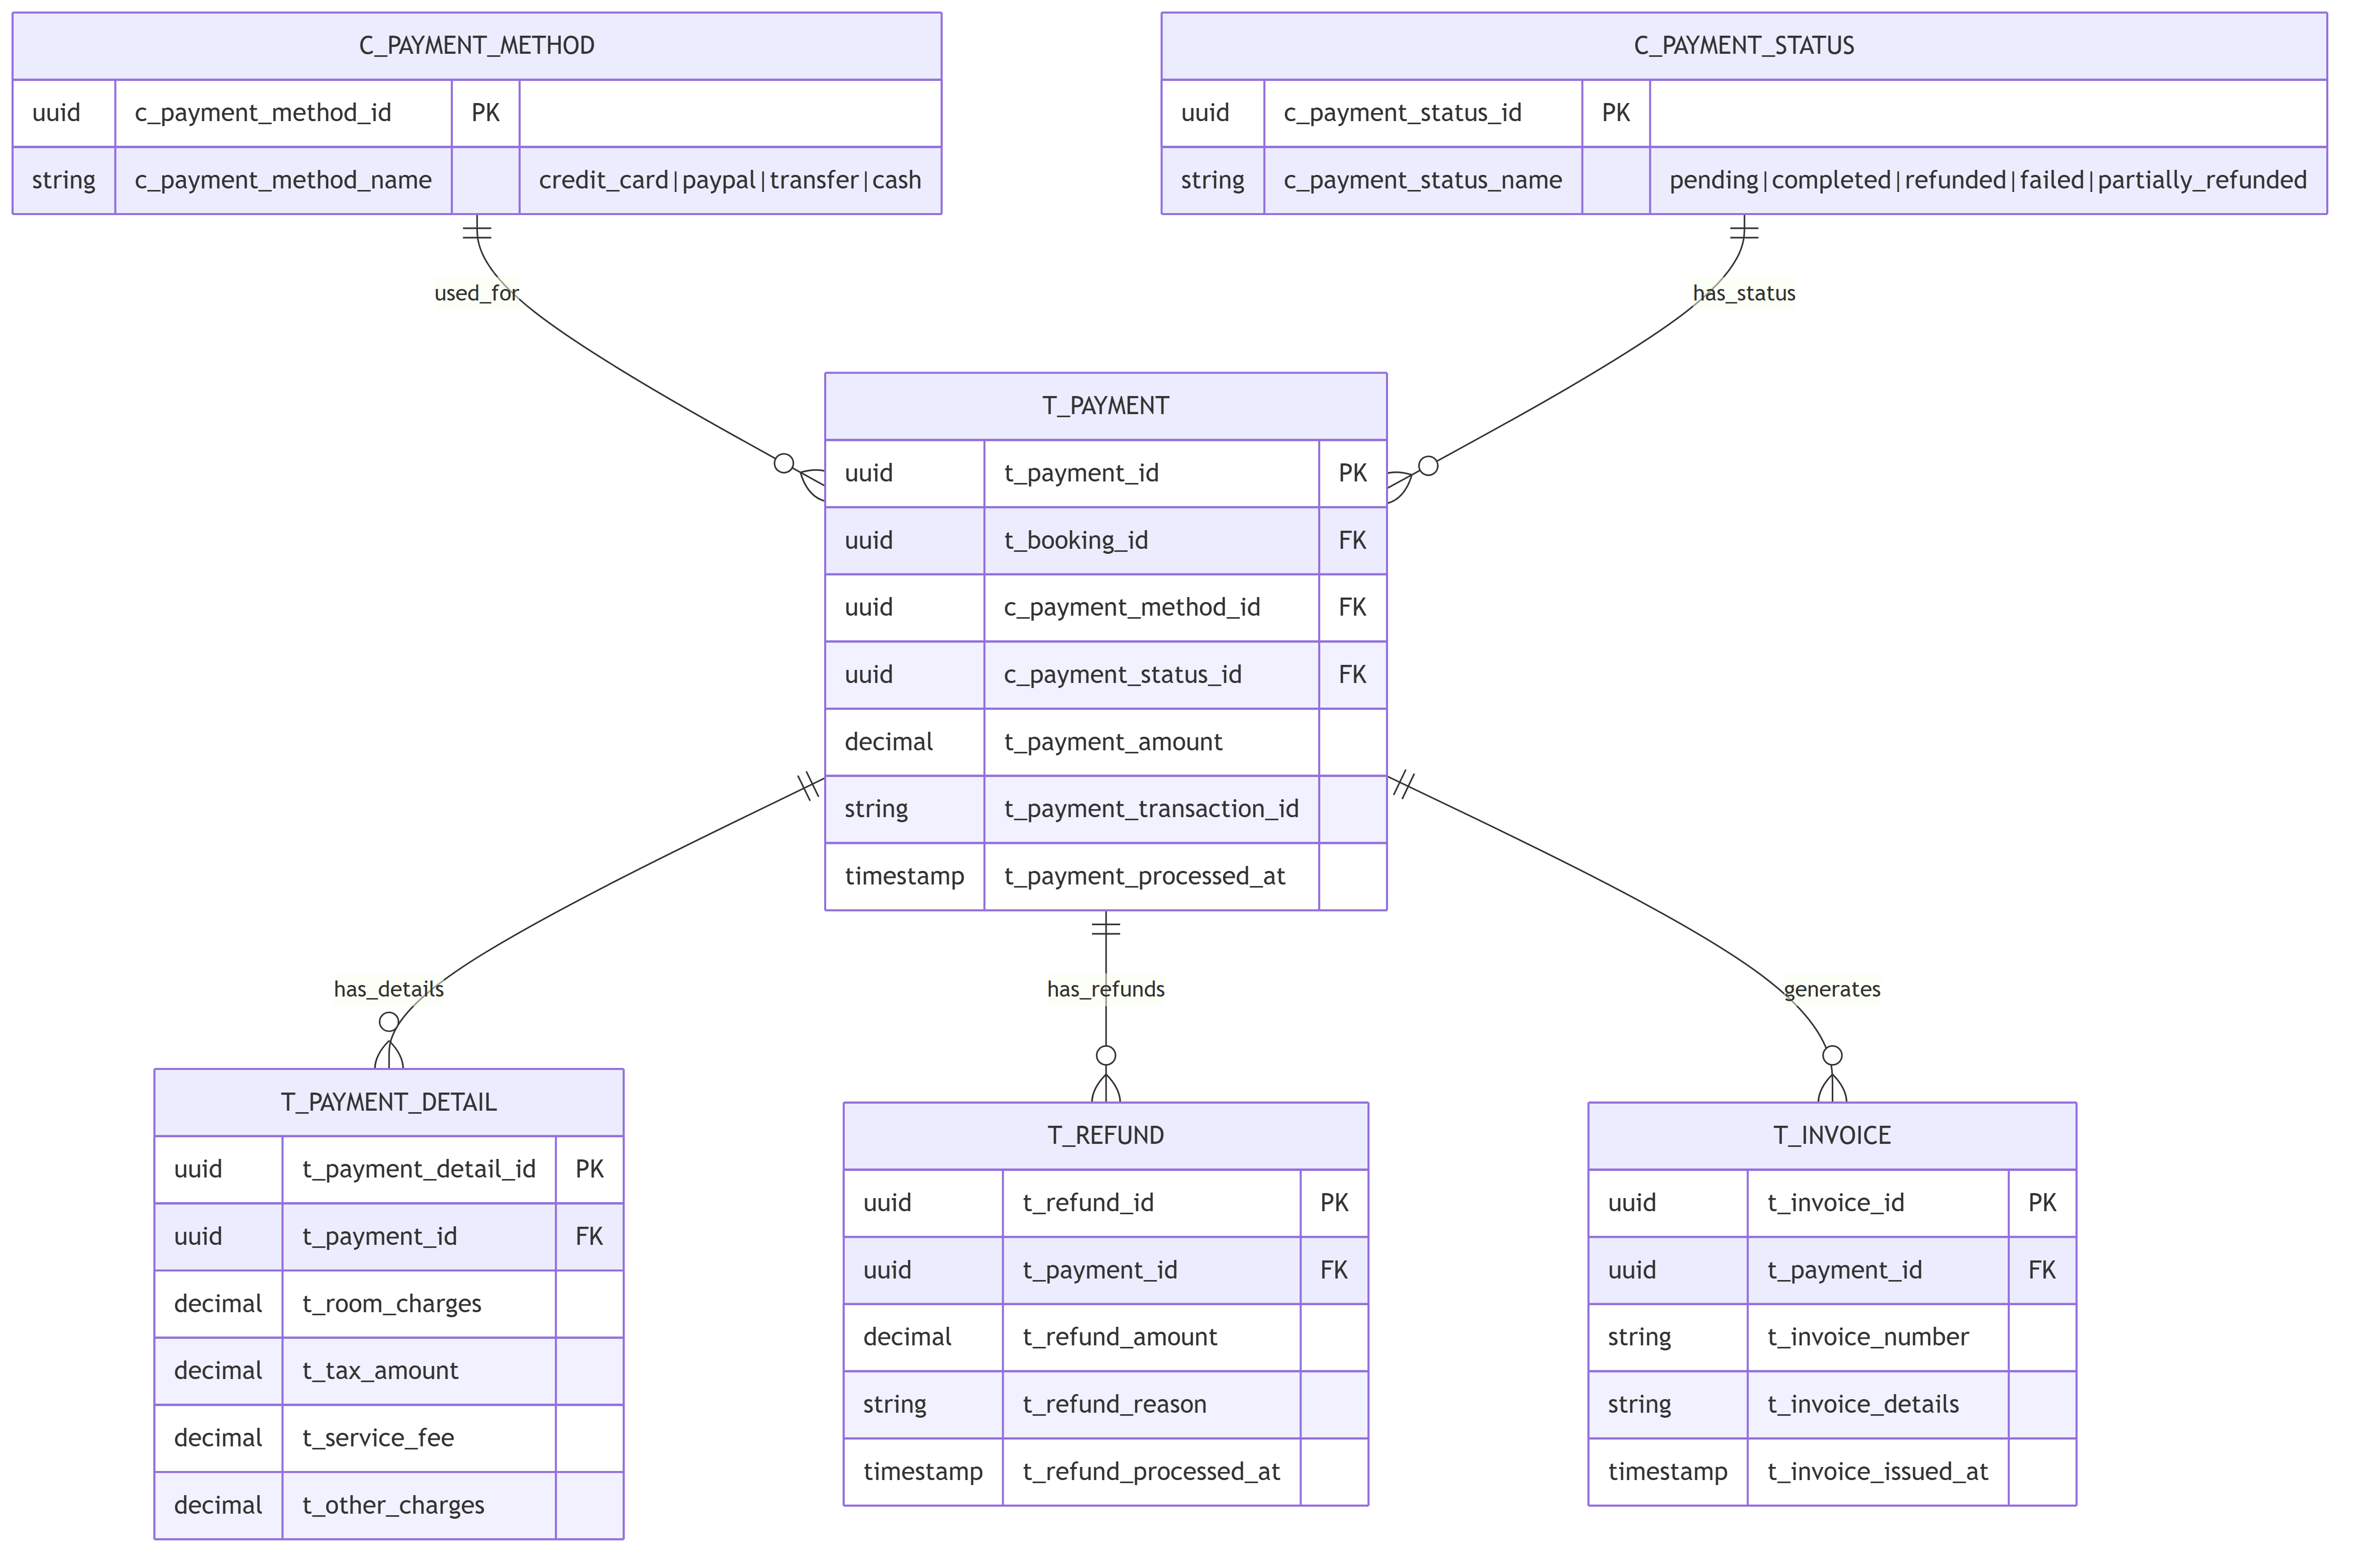 C_PAYMENT_METHOD
uuid c_payment_method_id PK
string c_payment_method_name credit_card|paypal|transfer|cash
C_PAYMENT_STATUS
uuid c_payment_status_id PK
string c_payment_status_name pending|completed|refunded|failed|partially_refunded
used_for
has_status
T_PAYMENT
uuid t_payment_id PK
uuid t_booking_id FK
uuid c_payment_method_id FK
uuid c_payment_status_id FK
decimal t_payment_amount
string t_payment_transaction_id
timestamp t_payment_processed_at
has_details
has_refunds
generates
T_PAYMENT_DETAIL
uuid t_payment_detail_id PK
uuid t_payment_id FK
decimal t_room_charges
decimal t_tax_amount
decimal t_service_fee
decimal t_other_charges
T_REFUND
uuid t_refund_id PK
uuid t_payment_id FK
decimal t_refund_amount
string t_refund_reason
timestamp t_refund_processed_at
T_INVOICE
uuid t_invoice_id PK
uuid t_payment_id FK
string t_invoice_number
string t_invoice_details
timestamp t_invoice_issued_at